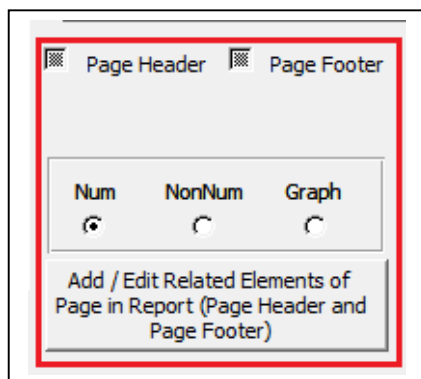 Page Header Page Footer
Num NonNum Graph
Add / Edit Related Elements of
Page in Report (Page Header and
Page Footer)